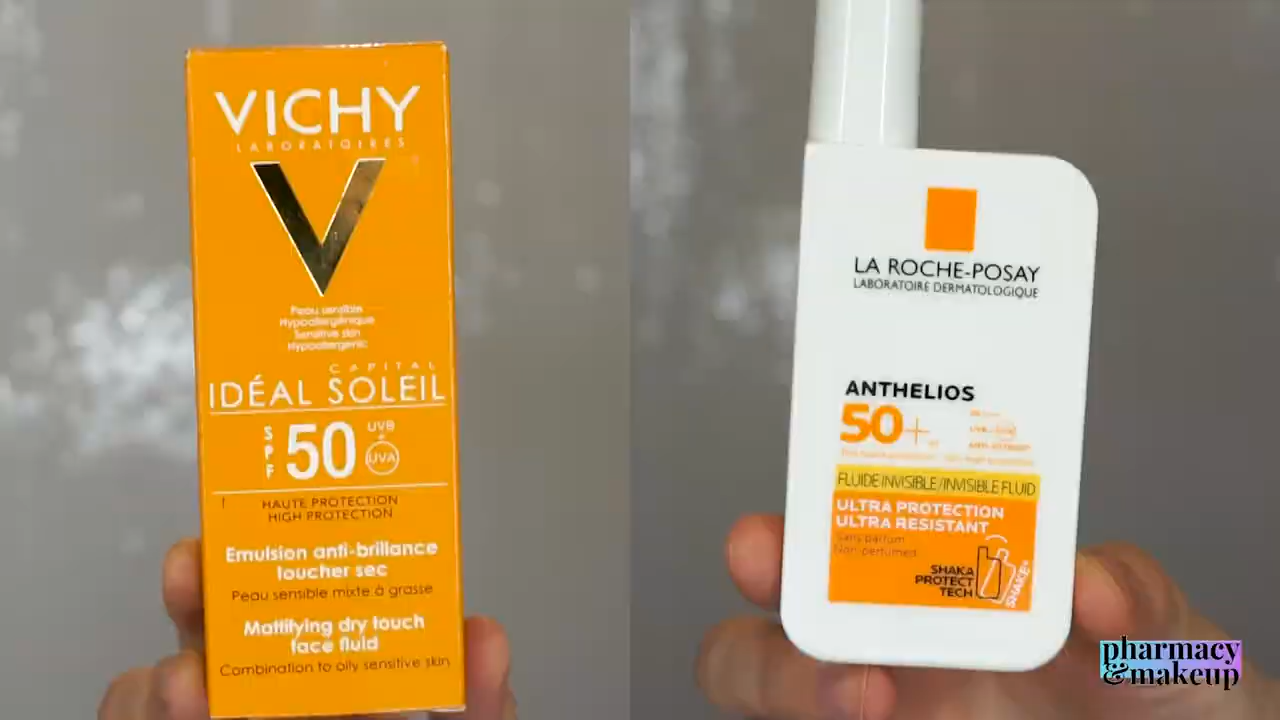 VICHY
LABORATOIRES
V
Peau sensible
Hypoallergénique
Sensitive skin
Hypoallergenic
CAPITAL
IDÉAL SOLEIL
SPF 50 UVB + UVA
HAUTE PROTECTION
HIGH PROTECTION
Emulsion anti-brillance
toucher sec
Peau sensible mixte à grasse
Mattifying dry touch
face fluid
Combination to oily sensitive skin
LA ROCHE-POSAY
LABORATOIRE DERMATOLOGIQUE
ANTHELIOS
50+
FLUIDE INVISIBLE/INVISIBLE FLUID
ULTRA PROTECTION
ULTRA RESISTANT
Sans parfum
Non-perfumed
SHAKA
PROTECT
TECH
SHAKE
pharmacy
&makeup